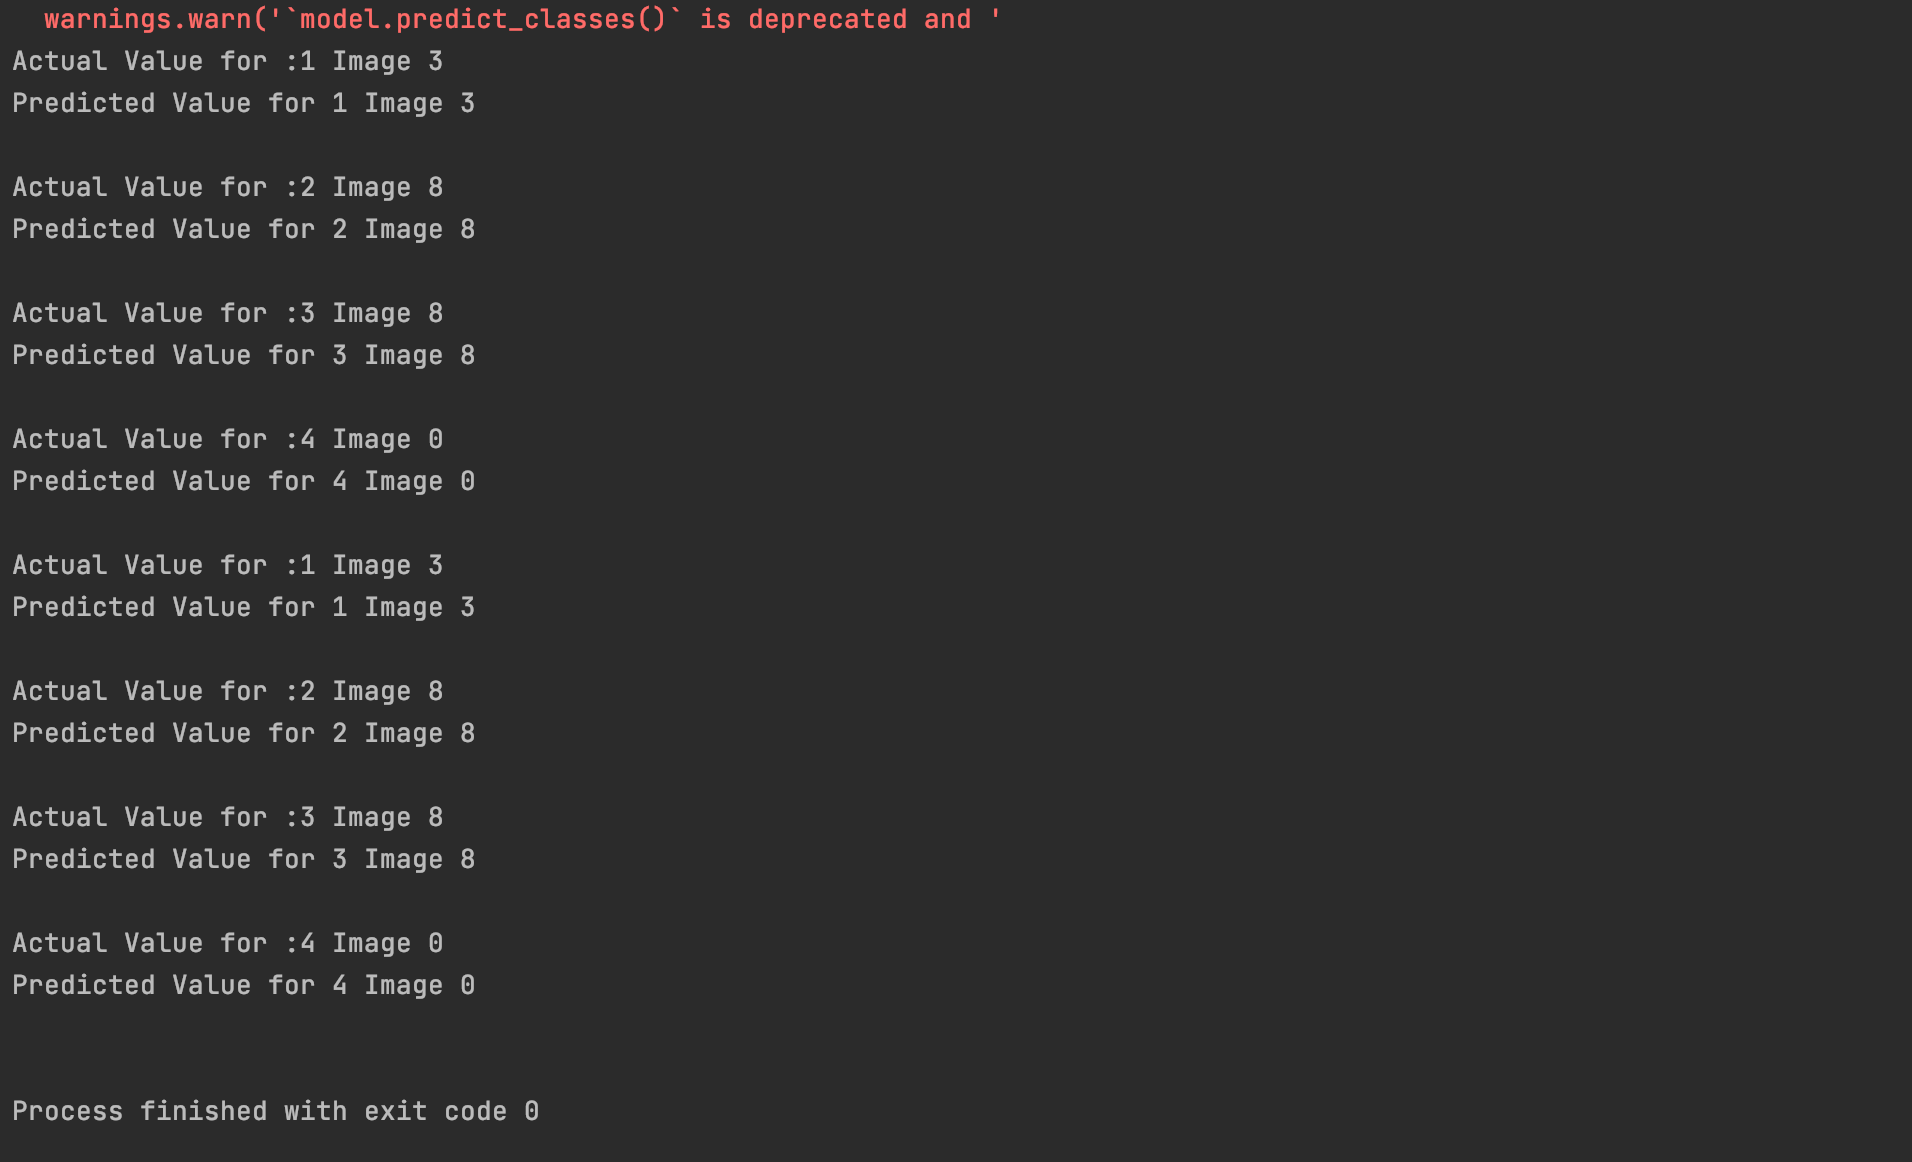 warnings.warn('`model.predict_classes()` is deprecated and '
Actual Value for :1 Image 3
Predicted Value for 1 Image 3
Actual Value for :2 Image 8
Predicted Value for 2 Image 8
Actual Value for :3 Image 8
Predicted Value for 3 Image 8
Actual Value for :4 Image 0
Predicted Value for 4 Image 0
Actual Value for :1 Image 3
Predicted Value for 1 Image 3
Actual Value for :2 Image 8
Predicted Value for 2 Image 8
Actual Value for :3 Image 8
Predicted Value for 3 Image 8
Actual Value for :4 Image 0
Predicted Value for 4 Image 0
Process finished with exit code 0